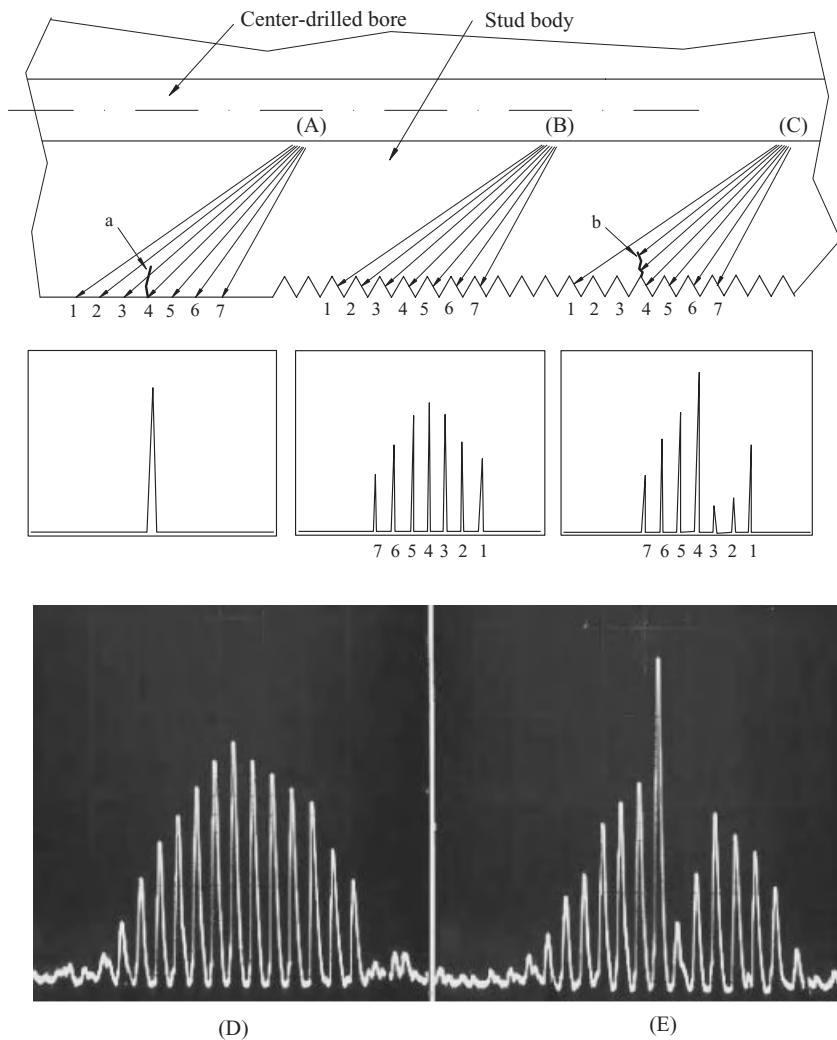 Center-drilled bore
Stud body
(A)
(B)
(C)
a
b
1 2 3 4 5 6 7
1 2 3 4 5 6 7
1 2 3 4 5 6 7
7 6 5 4 3 2 1
7 6 5 4 3 2 1
(D)
(E)